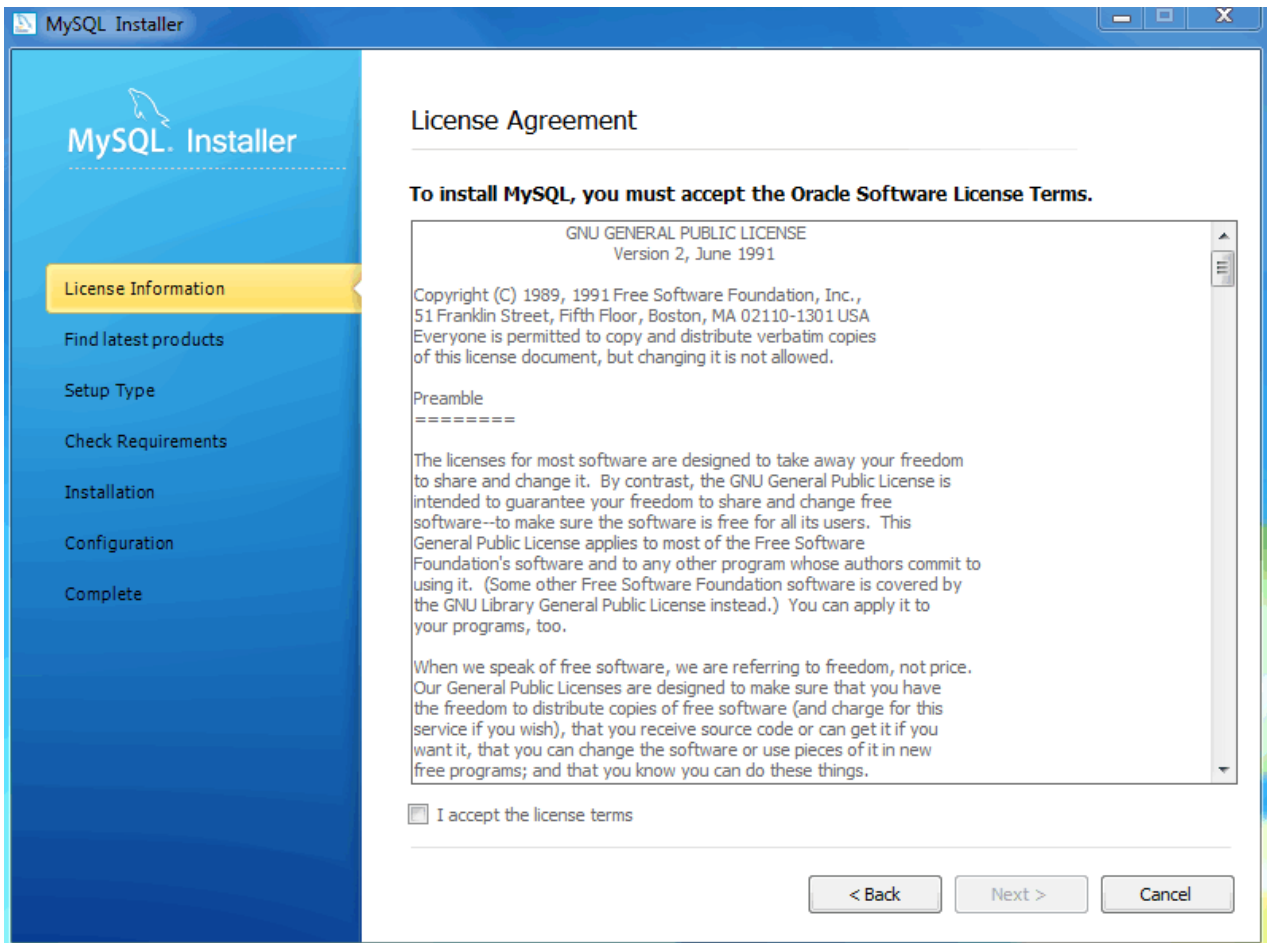 MySQL Installer
MySQL. Installer
License Information
Find latest products
Setup Type
Check Requirements
Installation
Configuration
Complete
License Agreement
To install MySQL, you must accept the Oracle Software License Terms.
GNU GENERAL PUBLIC LICENSE
Version 2, June 1991
Copyright (C) 1989, 1991 Free Software Foundation, Inc.,
51 Franklin Street, Fifth Floor, Boston, MA 02110-1301 USA
Everyone is permitted to copy and distribute verbatim copies
of this license document, but changing it is not allowed.
Preamble
========
The licenses for most software are designed to take away your freedom
to share and change it. By contrast, the GNU General Public License is
intended to guarantee your freedom to share and change free
software--to make sure the software is free for all its users. This
General Public License applies to most of the Free Software
Foundation's software and to any other program whose authors commit to
using it. (Some other Free Software Foundation software is covered by
the GNU Library General Public License instead.) You can apply it to
your programs, too.
When we speak of free software, we are referring to freedom, not price.
Our General Public Licenses are designed to make sure that you have
the freedom to distribute copies of free software (and charge for this
service if you wish), that you receive source code or can get it if you
want it, that you can change the software or use pieces of it in new
free programs; and that you know you can do these things.
I accept the license terms
< Back
Next >
Cancel